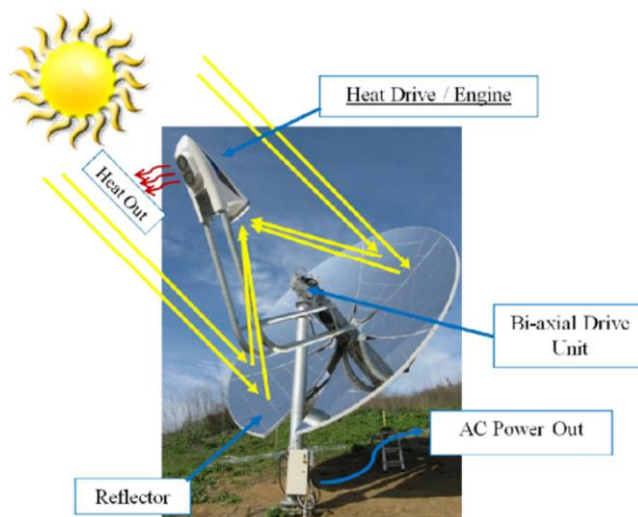 Heat Drive / Engine
Heat Out
Bi-axial Drive
Unit
AC Power Out
Reflector